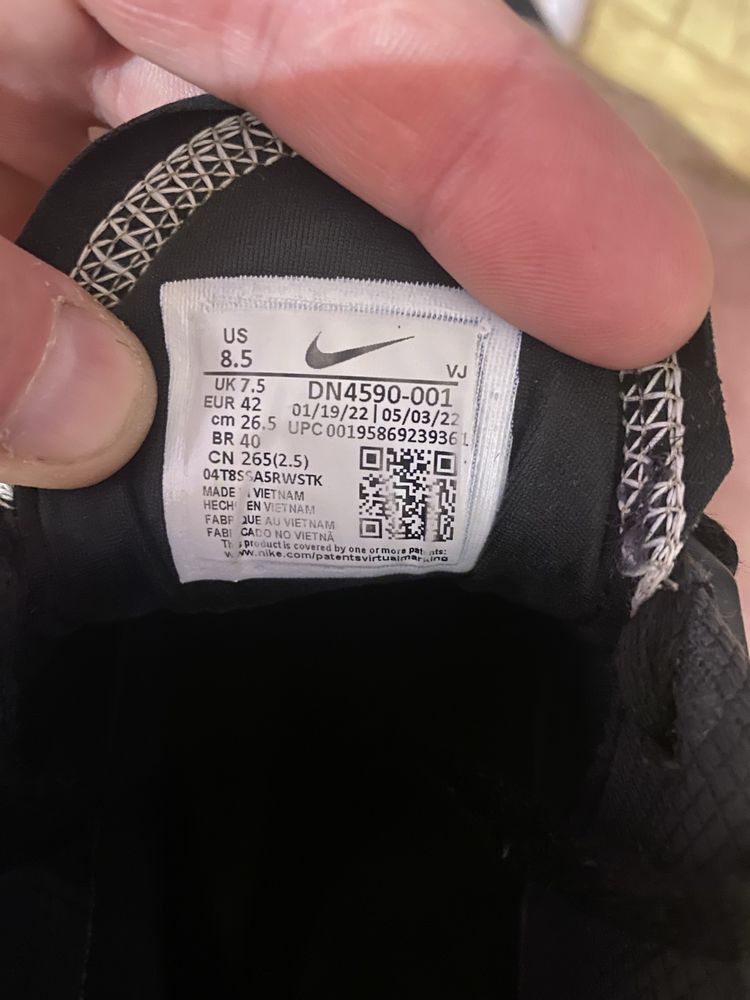 US
8.5
VJ
UK 7.5
DN4590-001
EUR 42
01/19/22 | 05/03/22
cm 26.5
UPC 00195869239361
BR 40
CN 265(2.5)
MADE IN VIETNAM
HECHO EN VIETNAM
FABRIQUE AU VIETNAM
FABRICADO NO VIETNÃ
This product is covered by one or more patents:
www.nike.com/patentsvirtualmarking